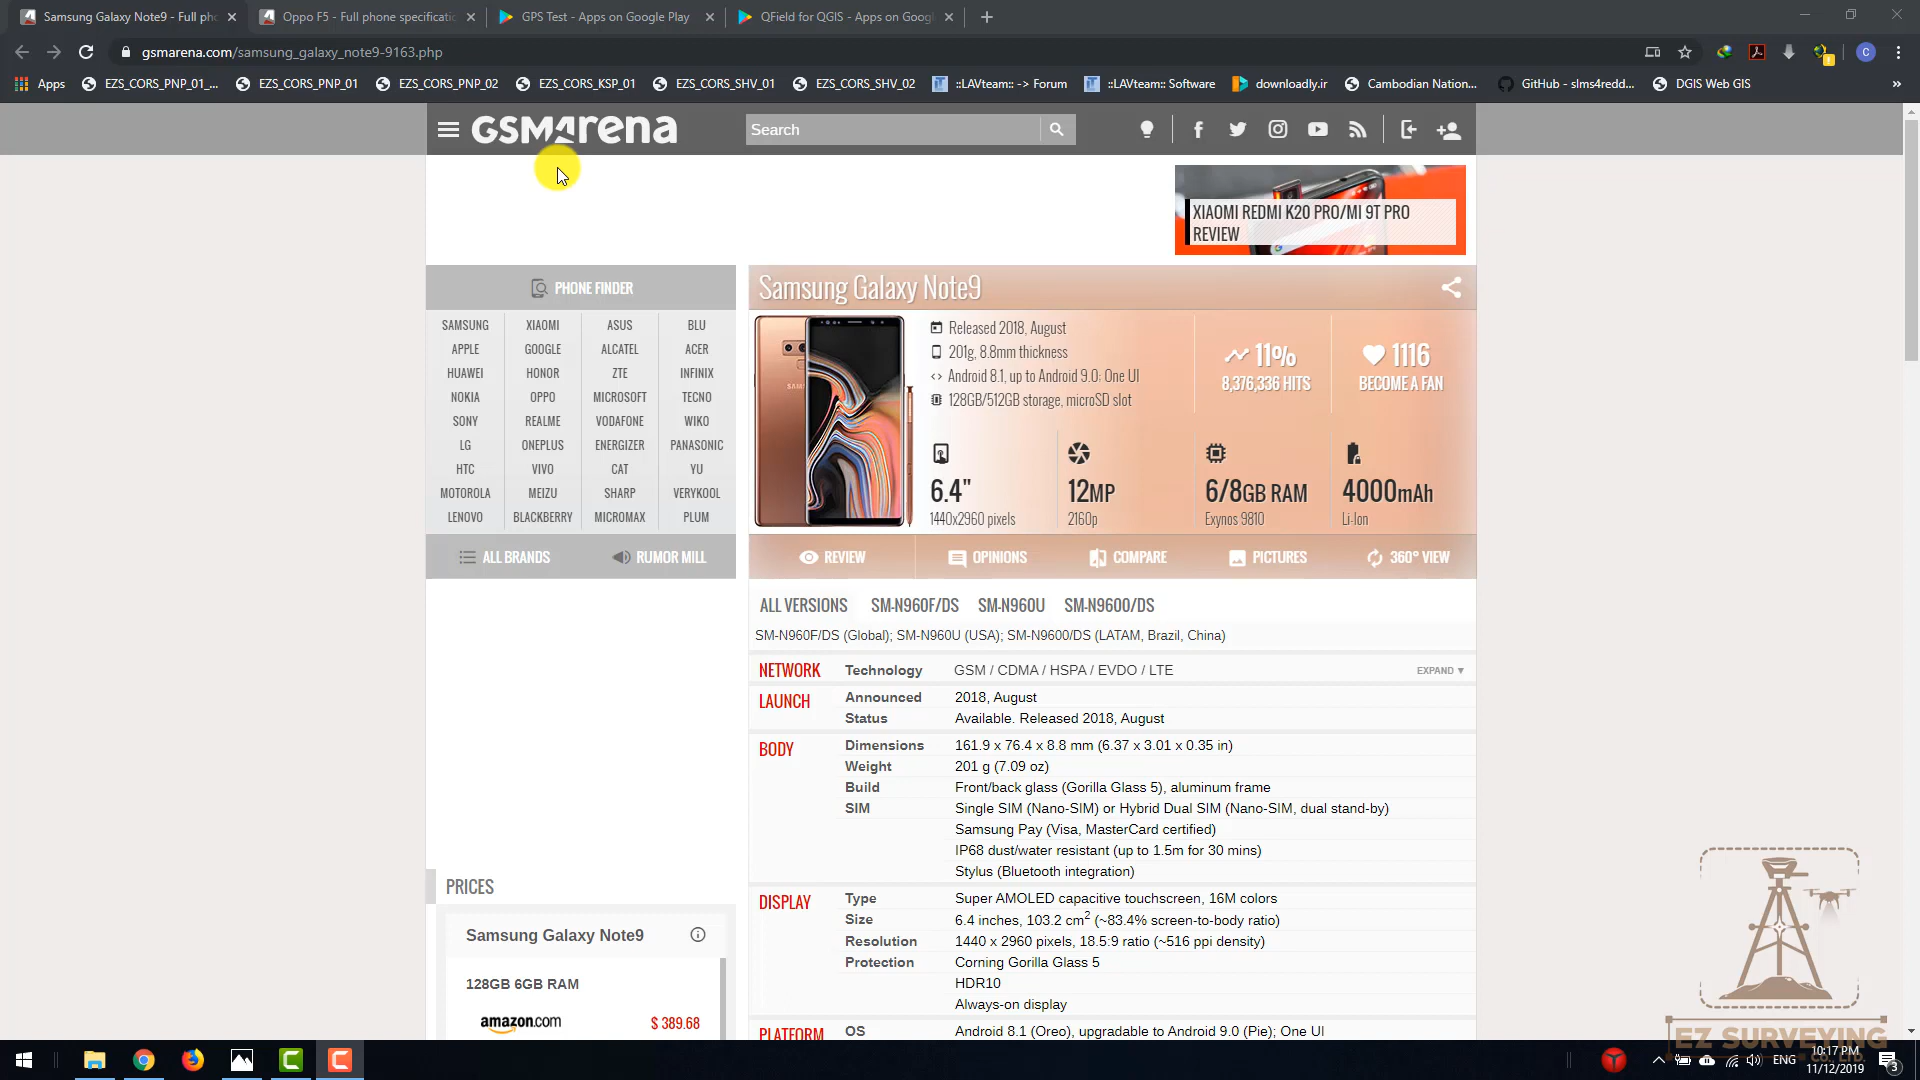 Samsung Galaxy Note9 - Full ph
Oppo F5 - Full phone specificati
GPS Test - Apps on Google Play
QField for QGIS - Apps on Goog
gsmarena.com/samsung_galaxy_note9-9163.php
C
Apps
EZS_CORS_PNP_01_...
EZS_CORS_PNP_01
EZS_CORS_PNP_02
EZS_CORS_KSP_01
EZS_CORS_SHV_01
EZS_CORS_SHV_02
::LAVteam:: -> Forum
::LAVteam:: Software
downloadly.ir
Cambodian Nation...
GitHub - slms4redd...
DGIS Web GIS
»
GSMArena
Search
XIAOMI REDMI K20 PRO/MI 9T PRO
REVIEW
PHONE FINDER
SAMSUNG XIAOMI ASUS BLU
APPLE GOOGLE ALCATEL ACER
HUAWEI HONOR ZTE INFINIX
NOKIA OPPO MICROSOFT TECNO
SONY REALME VODAFONE WIKO
LG ONEPLUS ENERGIZER PANASONIC
HTC VIVO CAT YU
MOTOROLA MEIZU SHARP VERYKOOL
LENOVO BLACKBERRY MICROMAX PLUM
ALL BRANDS RUMOR MILL
Samsung Galaxy Note9
Released 2018, August
201g, 8.8mm thickness
Android 8.1, up to Android 9.0; One UI
128GB/512GB storage, microSD slot
11%
8,376,336 HITS
1116
BECOME A FAN
6.4"
1440x2960 pixels
12MP
2160p
6/8GB RAM
Exynos 9810
4000mAh
Li-Ion
REVIEW OPINIONS COMPARE PICTURES 360° VIEW
ALL VERSIONS SM-N960F/DS SM-N960U SM-N9600/DS
SM-N960F/DS (Global); SM-N960U (USA); SM-N9600/DS (LATAM, Brazil, China)
NETWORK Technology GSM / CDMA / HSPA / EVDO / LTE EXPAND ▼
LAUNCH Announced 2018, August
Status Available. Released 2018, August
BODY Dimensions 161.9 x 76.4 x 8.8 mm (6.37 x 3.01 x 0.35 in)
Weight 201 g (7.09 oz)
Build Front/back glass (Gorilla Glass 5), aluminum frame
SIM Single SIM (Nano-SIM) or Hybrid Dual SIM (Nano-SIM, dual stand-by)
Samsung Pay (Visa, MasterCard certified)
IP68 dust/water resistant (up to 1.5m for 30 mins)
Stylus (Bluetooth integration)
DISPLAY Type Super AMOLED capacitive touchscreen, 16M colors
Size 6.4 inches, 103.2 cm2 (~83.4% screen-to-body ratio)
Resolution 1440 x 2960 pixels, 18.5:9 ratio (~516 ppi density)
Protection Corning Gorilla Glass 5
HDR10
Always-on display
PLATFORM OS Android 8.1 (Oreo), upgradable to Android 9.0 (Pie); One UI
PRICES
Samsung Galaxy Note9
128GB 6GB RAM
amazon.com $ 389.68
EZ SURVEYING
CO., LTD.
ENG
10:17 PM
11/12/2019
3